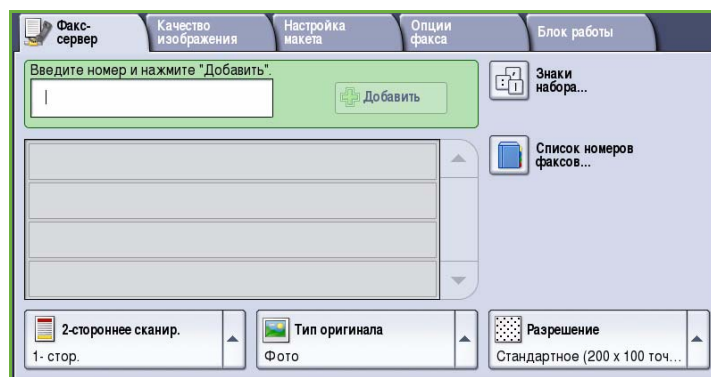 Факс-
сервер
Качество
изображения
Настройка
макета
Опции
факса
Блок работы
Введите номер и нажмите "Добавить".
Добавить
Знаки
набора...
Список номеров
факсов...
2-стороннее сканир.
1- стор.
Тип оригинала
Фото
Разрешение
Стандартное (200 x 100 точ...